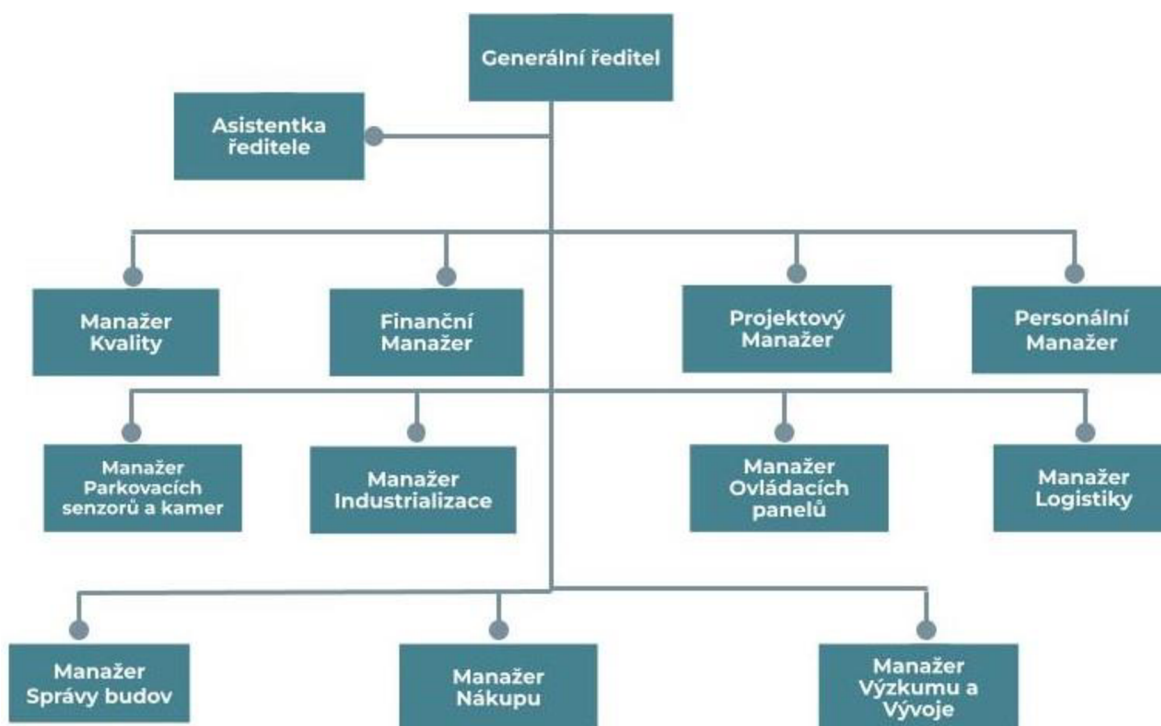 Generální ředitel
Asistentka
ředitele
Manažer
Kvality
Finanční
Manažer
Projektový
Manažer
Personální
Manažer
Manažer
Parkovacích
senzorů a kamer
Manažer
Industrializace
Manažer
Ovládacích
panelů
Manažer
Logistiky
Manažer
Správy budov
Manažer
Nákupu
Manažer
Výzkumu a
Vývoje